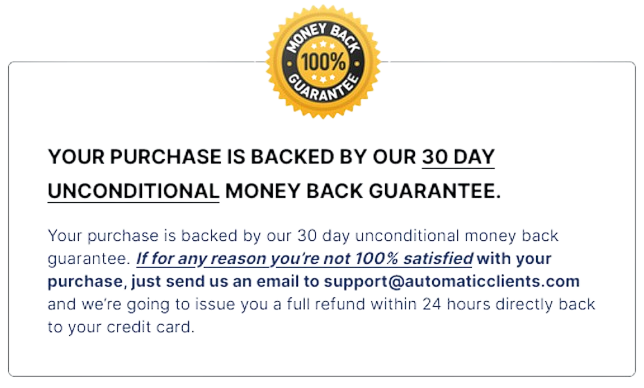 MONEY BACK
100%
GUARANTEE
YOUR PURCHASE IS BACKED BY OUR 30 DAY
UNCONDITIONAL MONEY BACK GUARANTEE.
Your purchase is backed by our 30 day unconditional money back
guarantee. If for any reason you're not 100% satisfied with your
purchase, just send us an email to support@automaticclients.com
and we're going to issue you a full refund within 24 hours directly back
to your credit card.